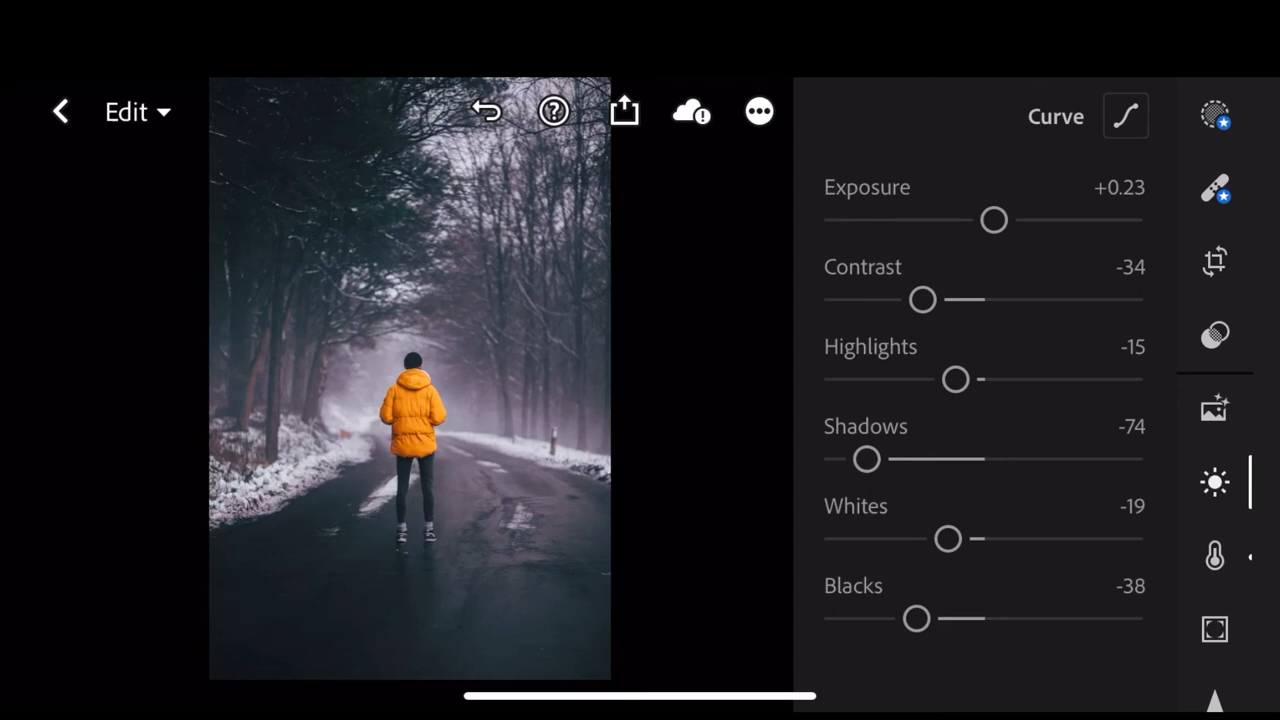 Edit
Curve
Exposure +0.23
Contrast -34
Highlights -15
Shadows -74
Whites -19
Blacks -38